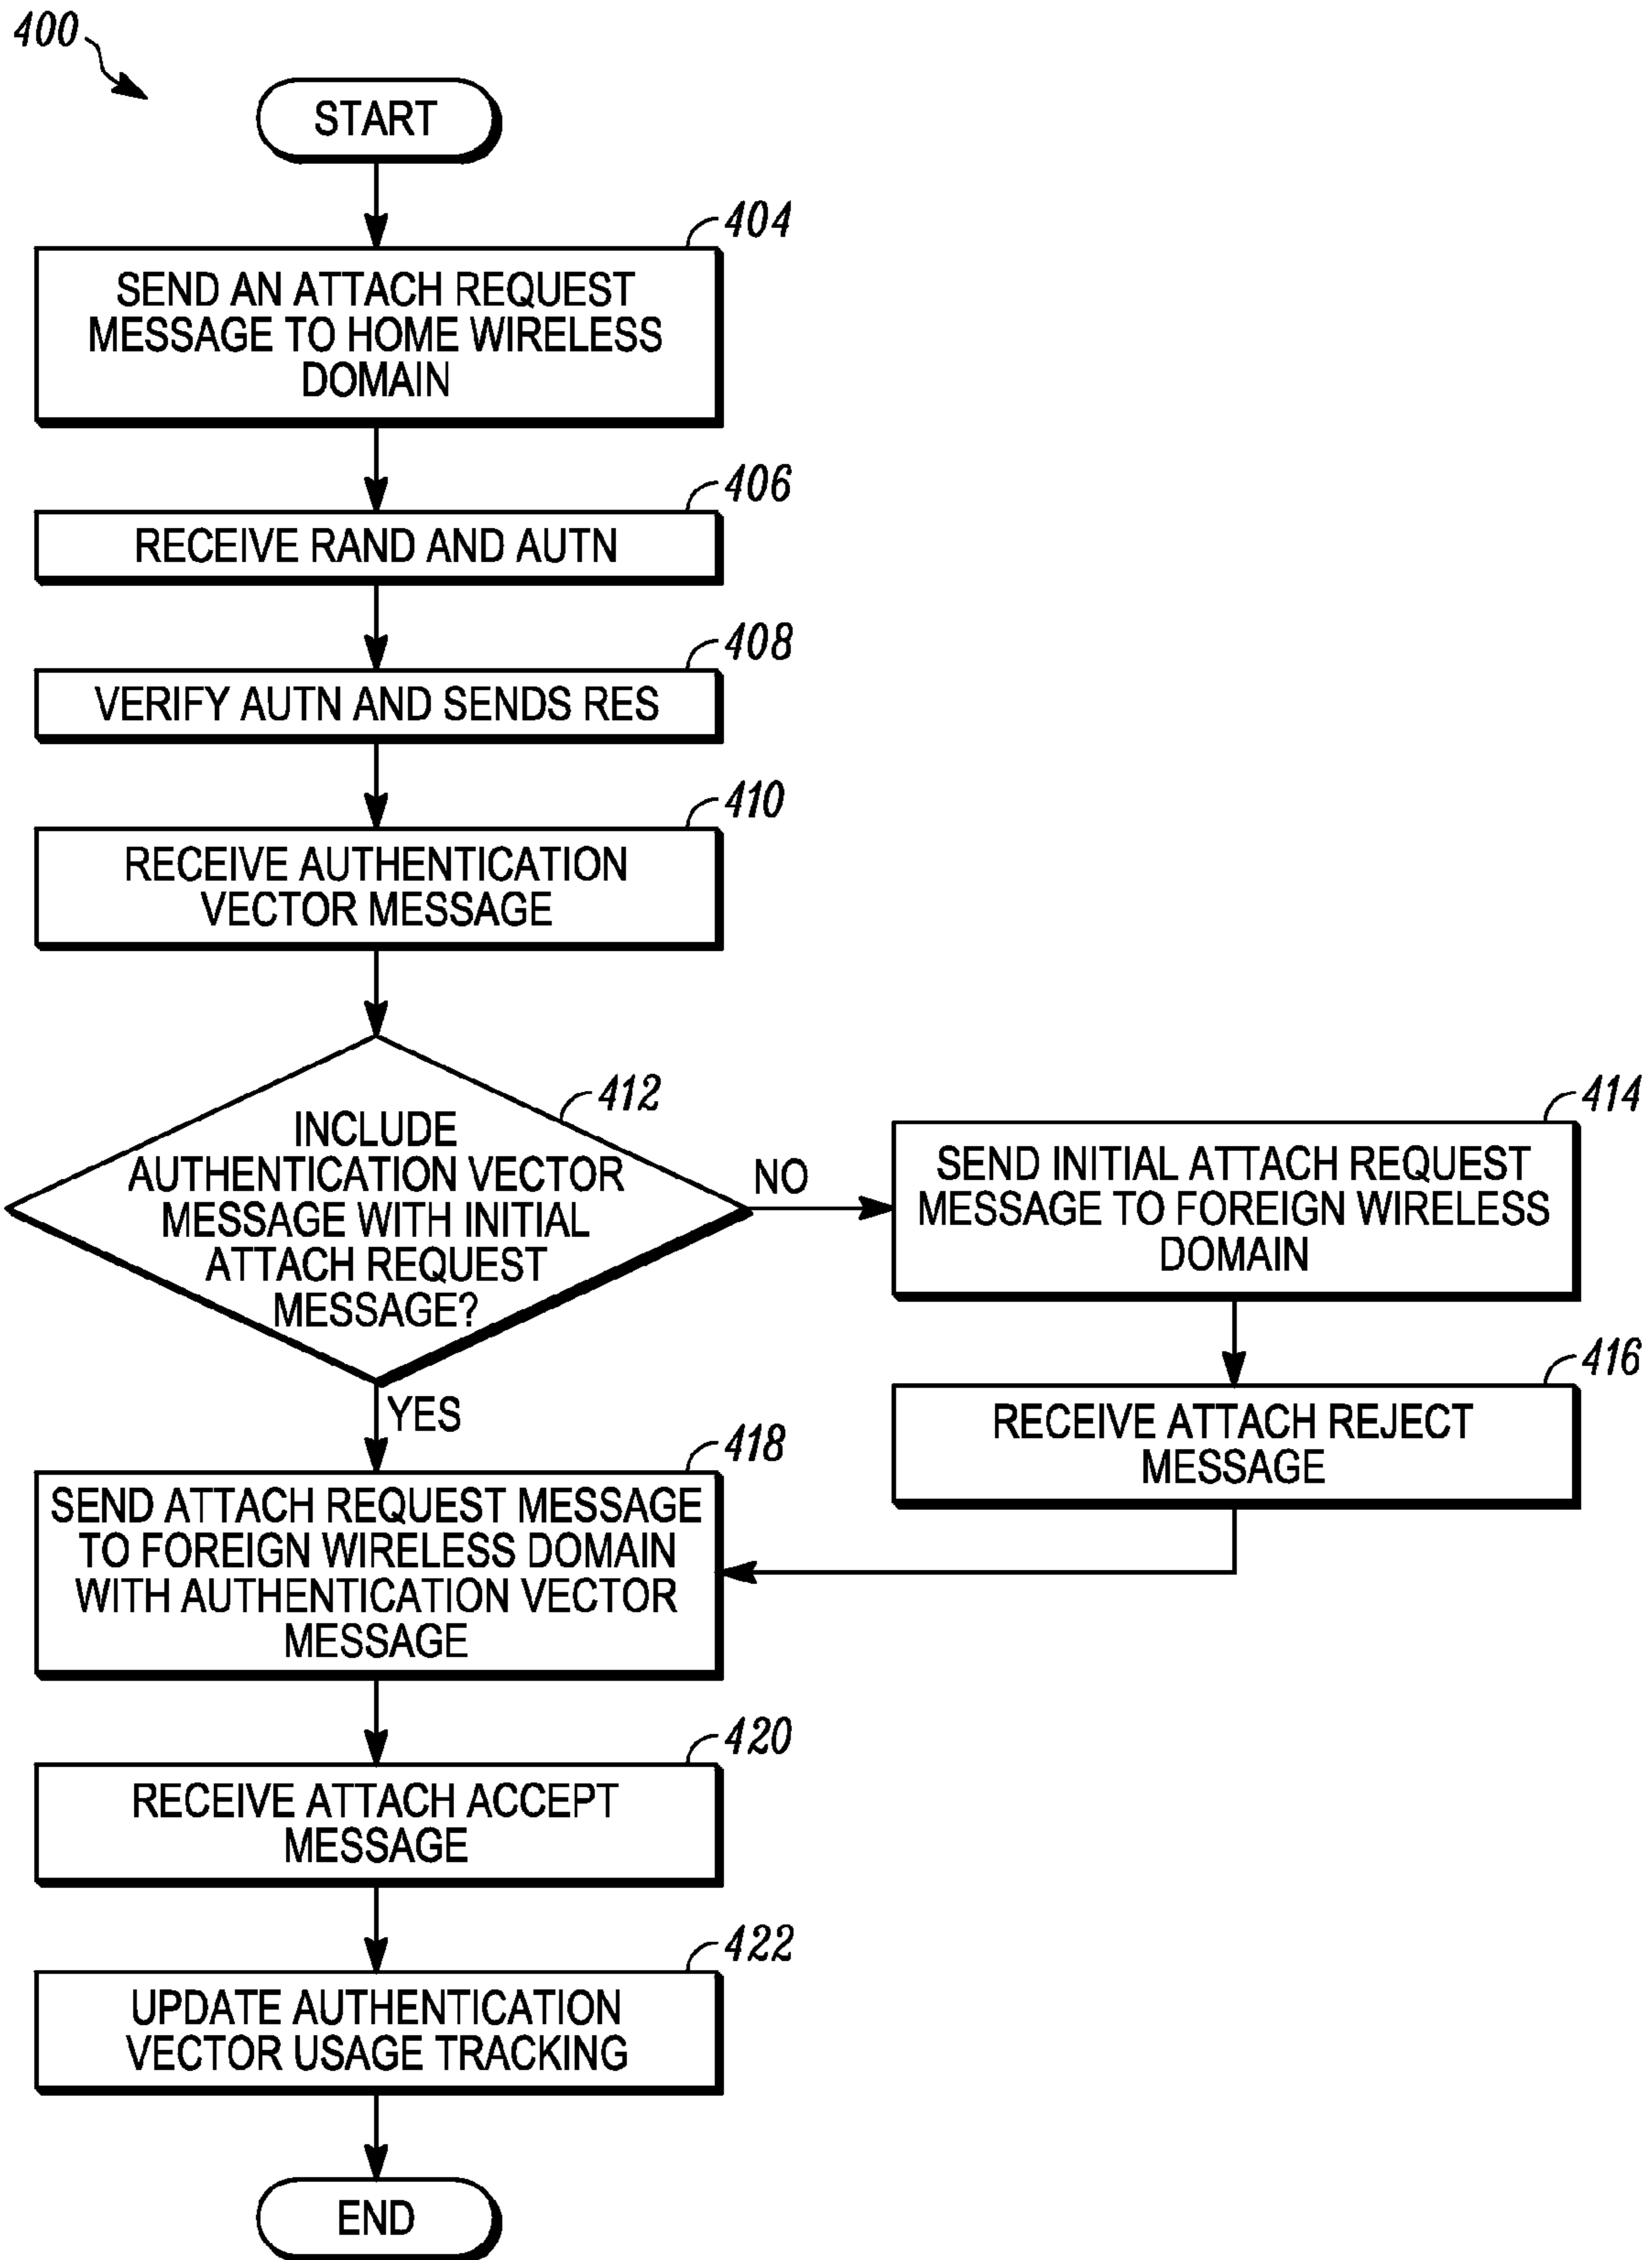 400
START
404
SEND AN ATTACH REQUEST
MESSAGE TO HOME WIRELESS
DOMAIN
406
RECEIVE RAND AND AUTN
408
VERIFY AUTN AND SENDS RES
410
RECEIVE AUTHENTICATION
VECTOR MESSAGE
412
INCLUDE
AUTHENTICATION VECTOR
MESSAGE WITH INITIAL
ATTACH REQUEST
MESSAGE?
NO
414
SEND INITIAL ATTACH REQUEST
MESSAGE TO FOREIGN WIRELESS
DOMAIN
416
RECEIVE ATTACH REJECT
MESSAGE
YES
418
SEND ATTACH REQUEST MESSAGE
TO FOREIGN WIRELESS DOMAIN
WITH AUTHENTICATION VECTOR
MESSAGE
420
RECEIVE ATTACH ACCEPT
MESSAGE
422
UPDATE AUTHENTICATION
VECTOR USAGE TRACKING
END